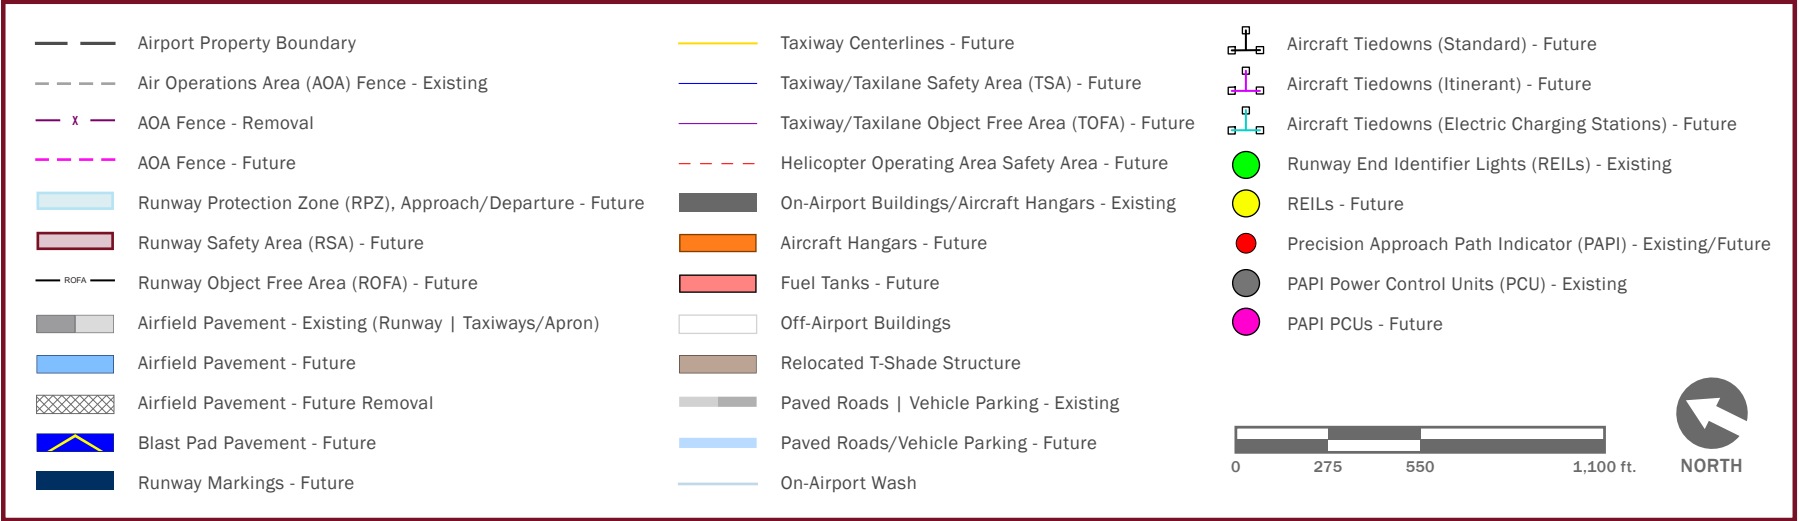 Airport Property Boundary
Air Operations Area (AOA) Fence - Existing
X
AOA Fence - Removal
AOA Fence - Future
Runway Protection Zone (RPZ), Approach/Departure - Future
Runway Safety Area (RSA) - Future
ROFA
Runway Object Free Area (ROFA) - Future
Airfield Pavement - Existing (Runway | Taxiways/Apron)
Airfield Pavement - Future
Airfield Pavement - Future Removal
Blast Pad Pavement - Future
Runway Markings - Future
Taxiway Centerlines - Future
Taxiway/Taxilane Safety Area (TSA) - Future
Taxiway/Taxilane Object Free Area (TOFA) - Future
Helicopter Operating Area Safety Area - Future
On-Airport Buildings/Aircraft Hangars - Existing
Aircraft Hangars - Future
Fuel Tanks - Future
Off-Airport Buildings
Relocated T-Shade Structure
Paved Roads | Vehicle Parking - Existing
Paved Roads/Vehicle Parking - Future
On-Airport Wash
Aircraft Tiedowns (Standard) - Future
Aircraft Tiedowns (Itinerant) - Future
Aircraft Tiedowns (Electric Charging Stations) - Future
Runway End Identifier Lights (REILs) - Existing
REILs - Future
Precision Approach Path Indicator (PAPI) - Existing/Future
PAPI Power Control Units (PCU) - Existing
PAPI PCUs - Future
0 275 550 1,100 ft.
NORTH